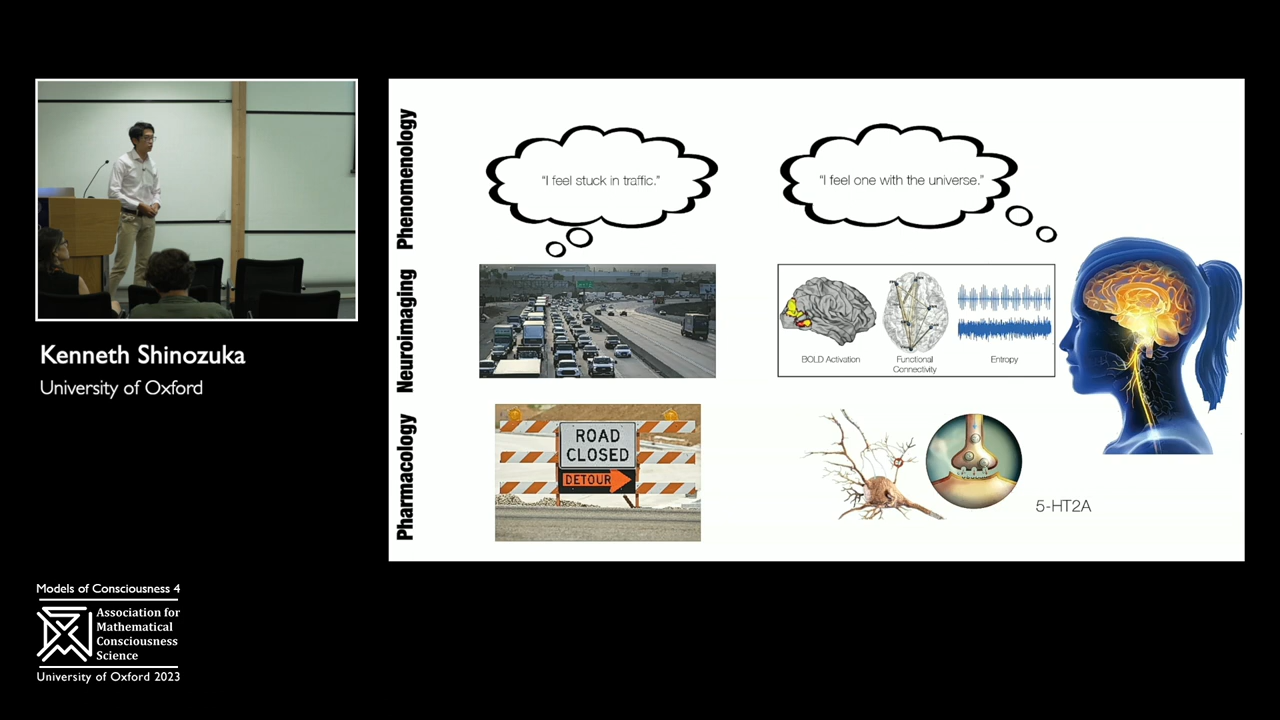 Phenomenology
"I feel stuck in traffic."
"I feel one with the universe."
Neuroimaging
BOLD Activation
Functional
Connectivity
Entropy
Pharmacology
ROAD
CLOSED
DETOUR
5-HT2A
Kenneth Shinozuka
University of Oxford
Models of Consciousness 4
Association for
Mathematical
Consciousness
Science
University of Oxford 2023